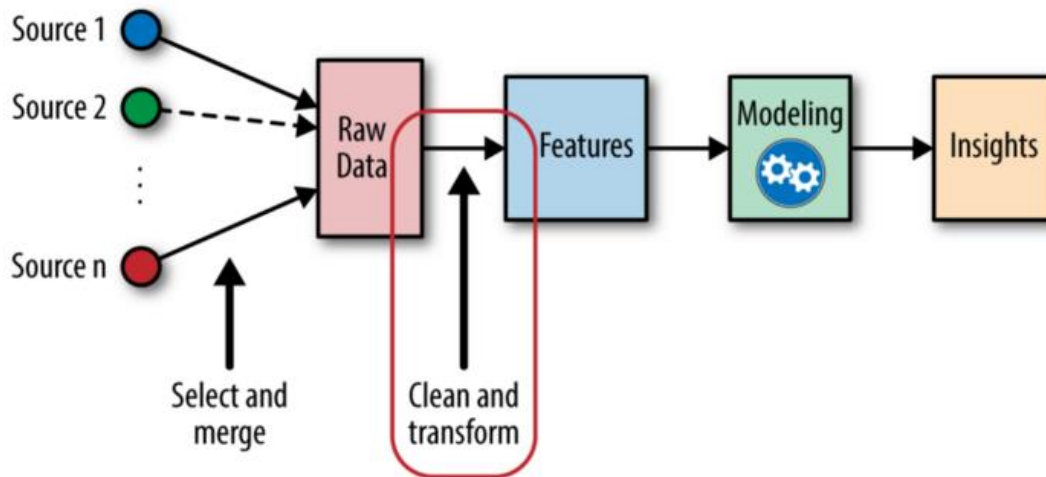 Source 1
Source 2
Source n
Select and
merge
Raw
Data
Clean and
transform
Features
Modeling
Insights